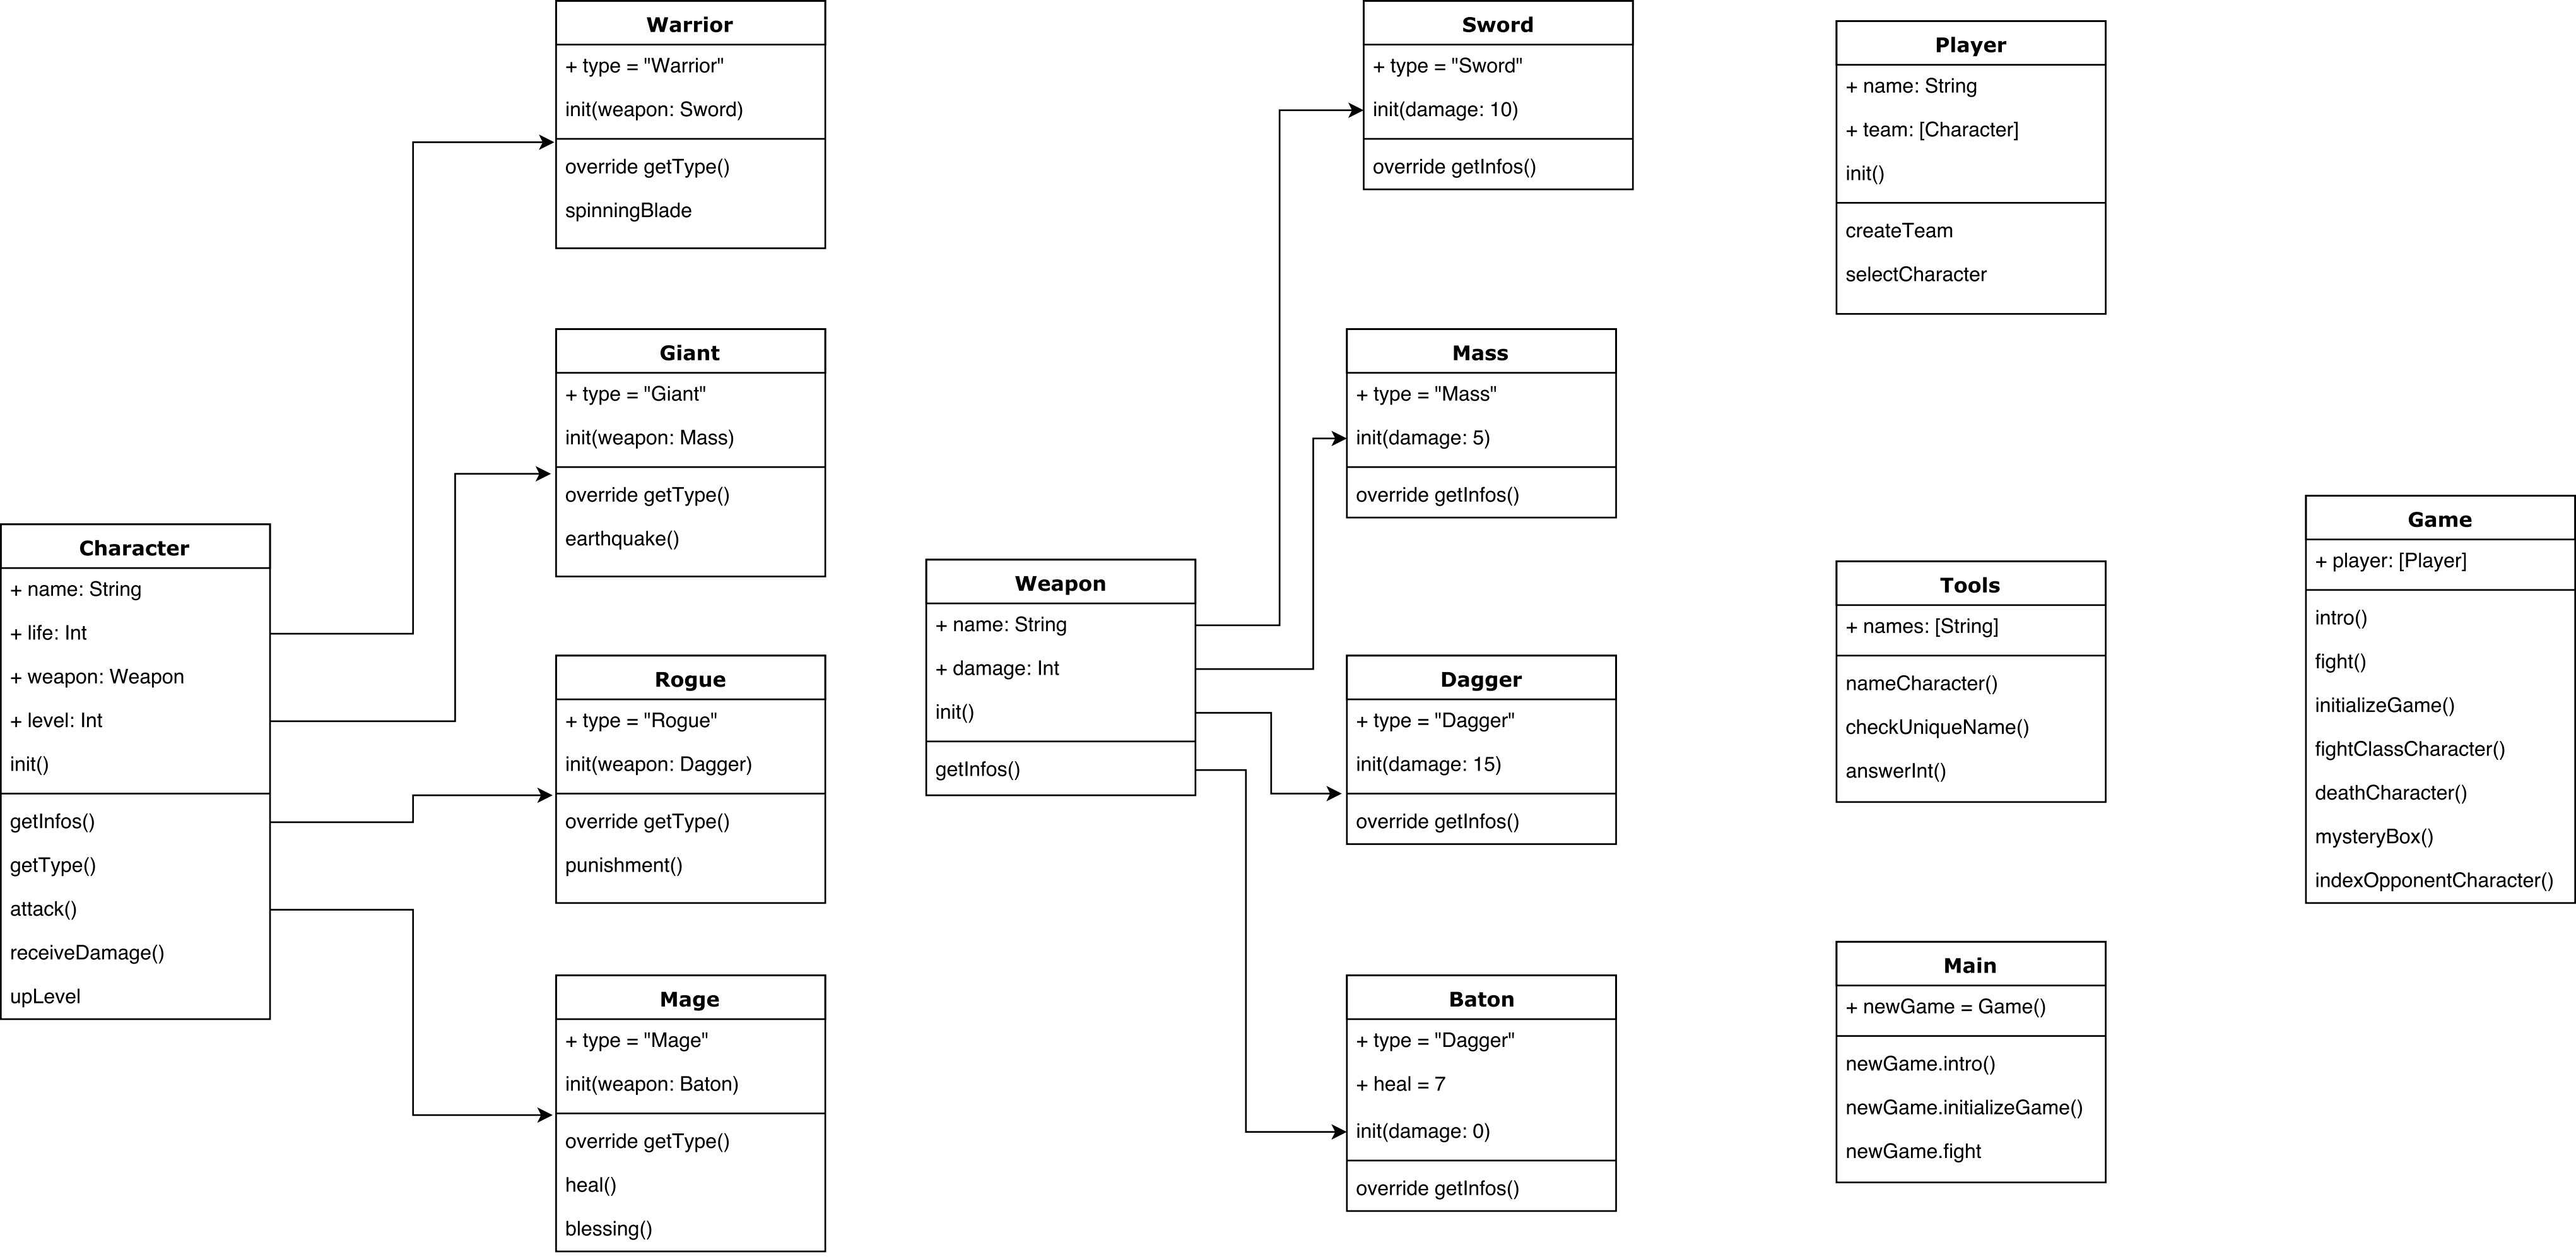 Warrior
+ type = "Warrior"
init(weapon: Sword)
override getType()
spinningBlade
Giant
+ type = "Giant"
init(weapon: Mass)
override getType()
earthquake()
Character
+ name: String
+ life: Int
+ weapon: Weapon
+ level: Int
init()
getInfos()
getType()
attack()
receiveDamage()
upLevel
Rogue
+ type = "Rogue"
init(weapon: Dagger)
override getType()
punishment()
Mage
+ type = "Mage"
init(weapon: Baton)
override getType()
heal()
blessing()
Sword
+ type = "Sword"
init(damage: 10)
override getInfos()
Mass
+ type = "Mass"
init(damage: 5)
override getInfos()
Weapon
+ name: String
+ damage: Int
init()
getInfos()
Dagger
+ type = "Dagger"
init(damage: 15)
override getInfos()
Baton
+ type = "Dagger"
+ heal = 7
init(damage: 0)
override getInfos()
Player
+ name: String
+ team: [Character]
init()
createTeam
selectCharacter
Tools
+ names: [String]
nameCharacter()
checkUniqueName()
answerInt()
Main
+ newGame = Game()
newGame.intro()
newGame.initializeGame()
newGame.fight
Game
+ player: [Player]
intro()
fight()
initializeGame()
fightClassCharacter()
deathCharacter()
mysteryBox()
indexOpponentCharacter()